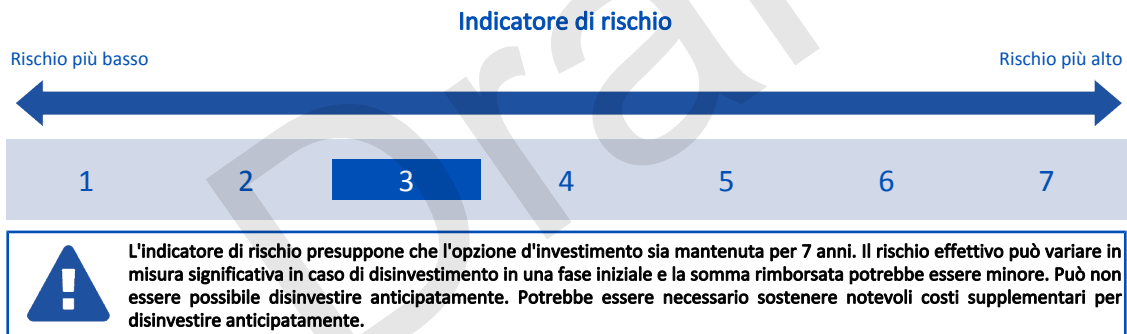 Indicatore di rischio
Rischio più basso
Rischio più alto
1 2 3 4 5 6 7
L'indicatore di rischio presuppone che l'opzione d'investimento sia mantenuta per 7 anni. Il rischio effettivo può variare in
misura significativa in caso di disinvestimento in una fase iniziale e la somma rimborsata potrebbe essere minore. Può non
essere possibile disinvestire anticipatamente. Potrebbe essere necessario sostenere notevoli costi supplementari per
disinvestire anticipatamente.